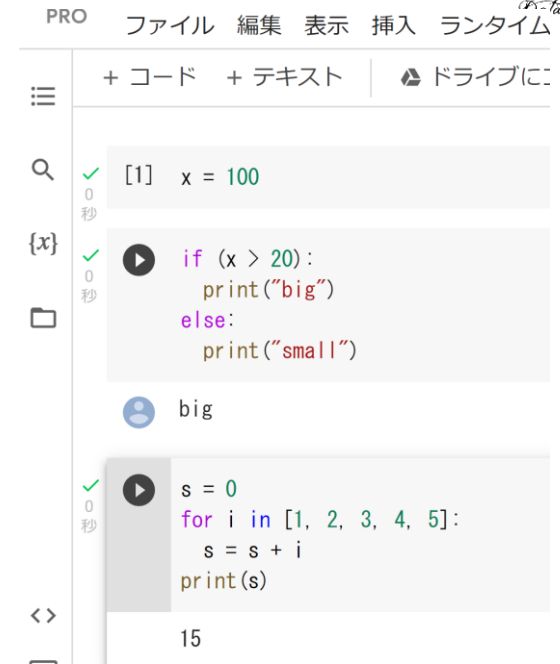 PRO
ファイル 編集 表示 挿入 ランタイム
+ コード + テキスト ドライブに
[1] x = 100
0
秒
{x}
if (x > 20):
0
print("big")
秒
else:
print("small")
big
s = 0
0
for i in [1, 2, 3, 4, 5]:
秒
s = s + i
print(s)
<>
15